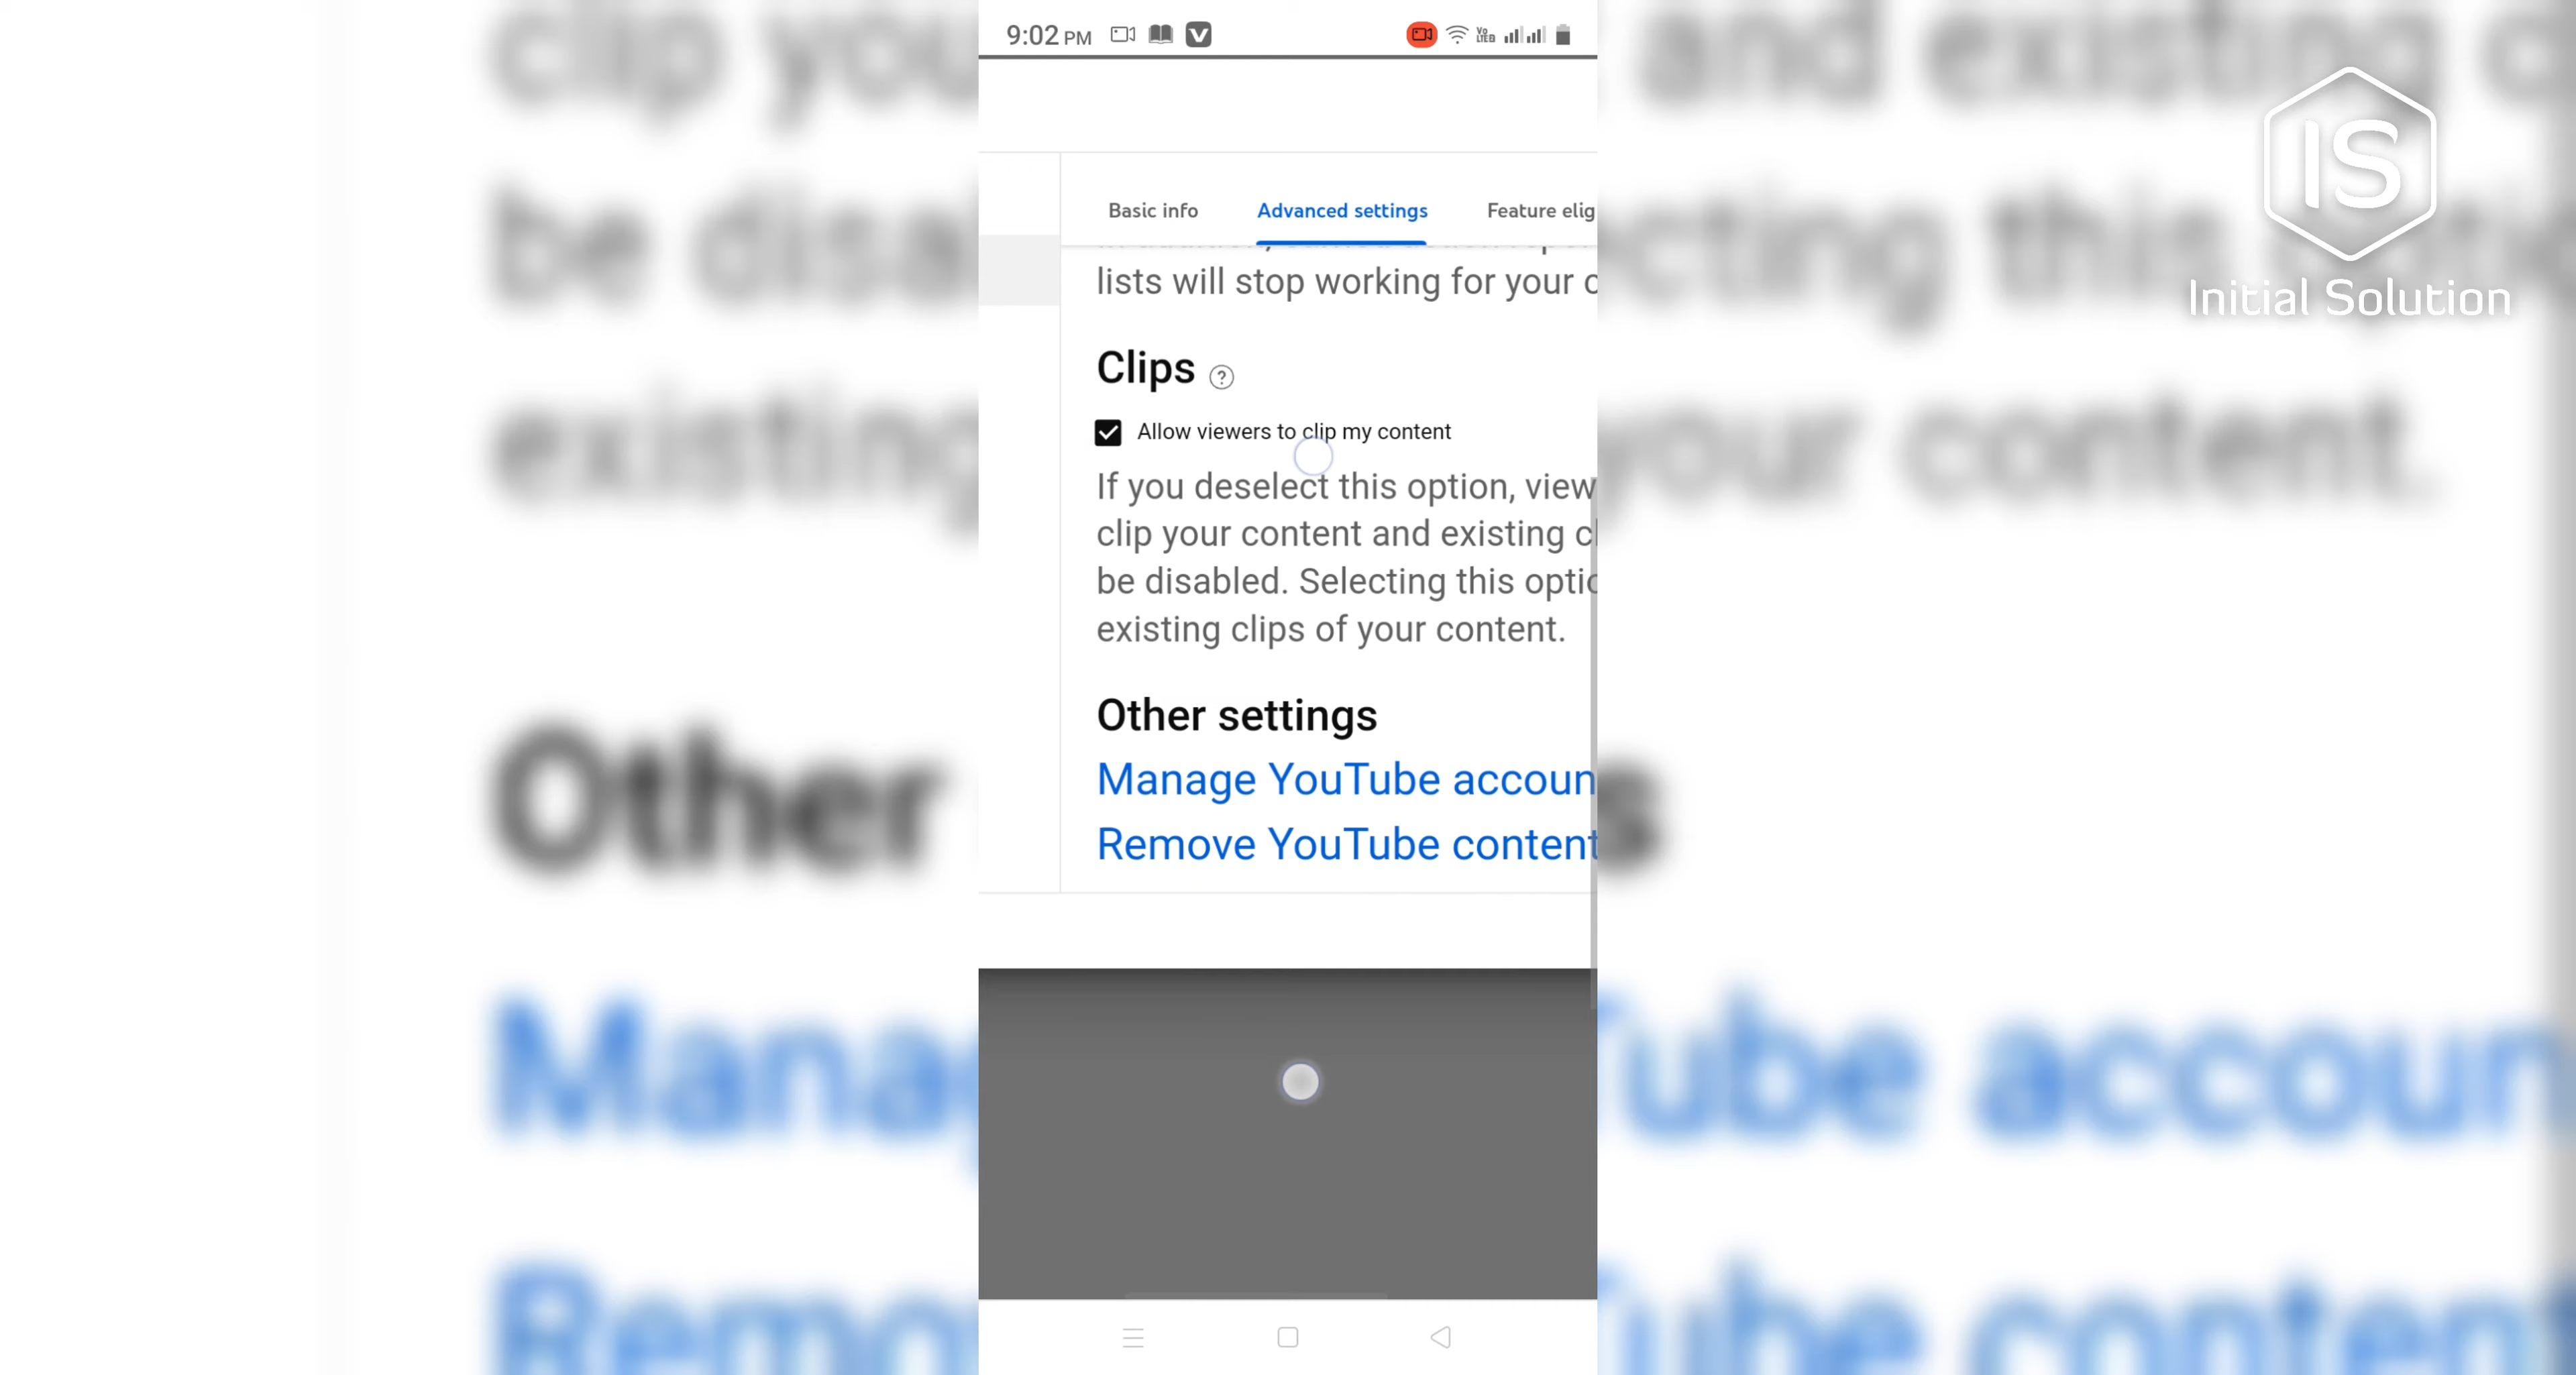 9:02 PM
Basic info Advanced settings Feature elig
lists will stop working for your c
Clips ?
Allow viewers to clip my content
If you deselect this option, view
clip your content and existing cl
be disabled. Selecting this optio
existing clips of your content.
Other settings
Manage YouTube accoun
Remove YouTube content
IS
Initial Solution